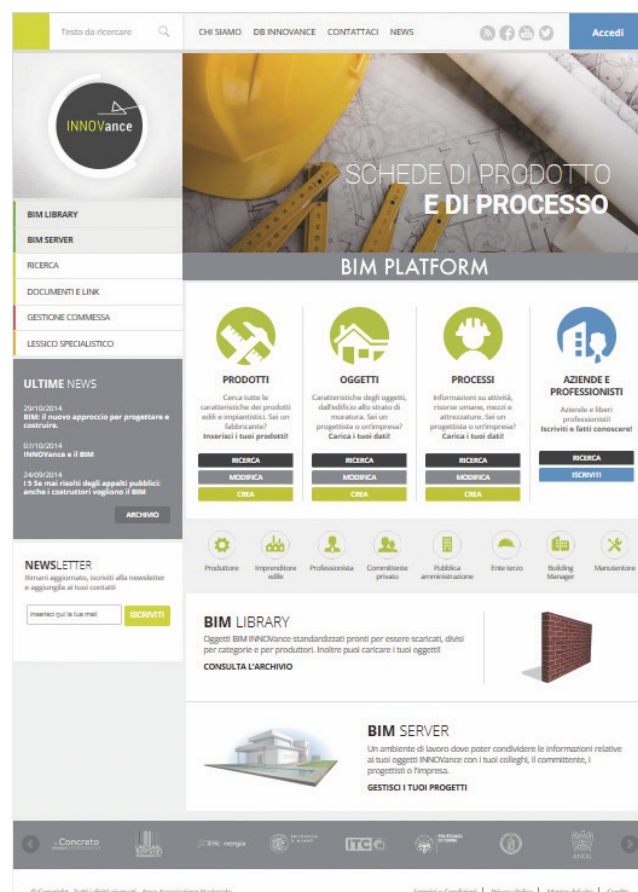 Testo da ricercare
CHI SIAMO DB INNOVANCE CONTATTACI NEWS
Accedi
INNOVance
SCHEDE DI PRODOTTO
E DI PROCESSO
BIM PLATFORM
BIM LIBRARY
BIM SERVER
RICERCA
DOCUMENTI E LINK
GESTIONE COMMESSA
LESSICO SPECIALISTICO
ULTIME NEWS
29/10/2014
BIM: il nuovo approccio per progettare e
costruire.
07/10/2014
INNOVance e il BIM
24/09/2014
I 5 Se mai risolti degli appalti pubblici:
anche i costruttori vogliono il BIM
ARCHIVIO
NEWSLETTER
Rimani aggiornato, iscriviti alla newsletter
e aggiungila ai tuoi contatti
Inserisci qui la tua mail
ISCRIVITI
PRODOTTI
Cerca tutte le
caratteristiche dei prodotti
edili e impiantistici. Sei un
fabbricante?
Inserisci i tuoi prodotti!
RICERCA
MODIFICA
CREA
OGGETTI
Caratteristiche degli oggetti,
dall'edificio allo strato di
muratura. Sei un
progettista o un'impresa?
Carica i tuoi dati!
RICERCA
MODIFICA
CREA
PROCESSI
Informazioni su attività,
risorse umane, mezzi e
attrezzature. Sei un
progettista o un'impresa?
Carica i tuoi dati!
RICERCA
MODIFICA
CREA
AZIENDE E
PROFESSIONISTI
Aziende e liberi
professionisti!
Iscriviti e fatti conoscere!
RICERCA
ISCRIVITI
Produttore
Imprenditore
edile
Professionista
Committente
privato
Pubblica
amministrazione
Ente terzo
Building
Manager
Manutentore
BIM LIBRARY
Oggetti BIM INNOVance standardizzati pronti per essere scaricati, divisi
per categorie e per produttori. Inoltre puoi caricare i tuoi oggetti!
CONSULTA L'ARCHIVIO
BIM SERVER
Un ambiente di lavoro dove poter condividere le informazioni relative
ai tuoi oggetti INNOVance con i tuoi colleghi, il committente, i
progettisti o l'impresa.
GESTISCI I TUOI PROGETTI
Concreto
ITC